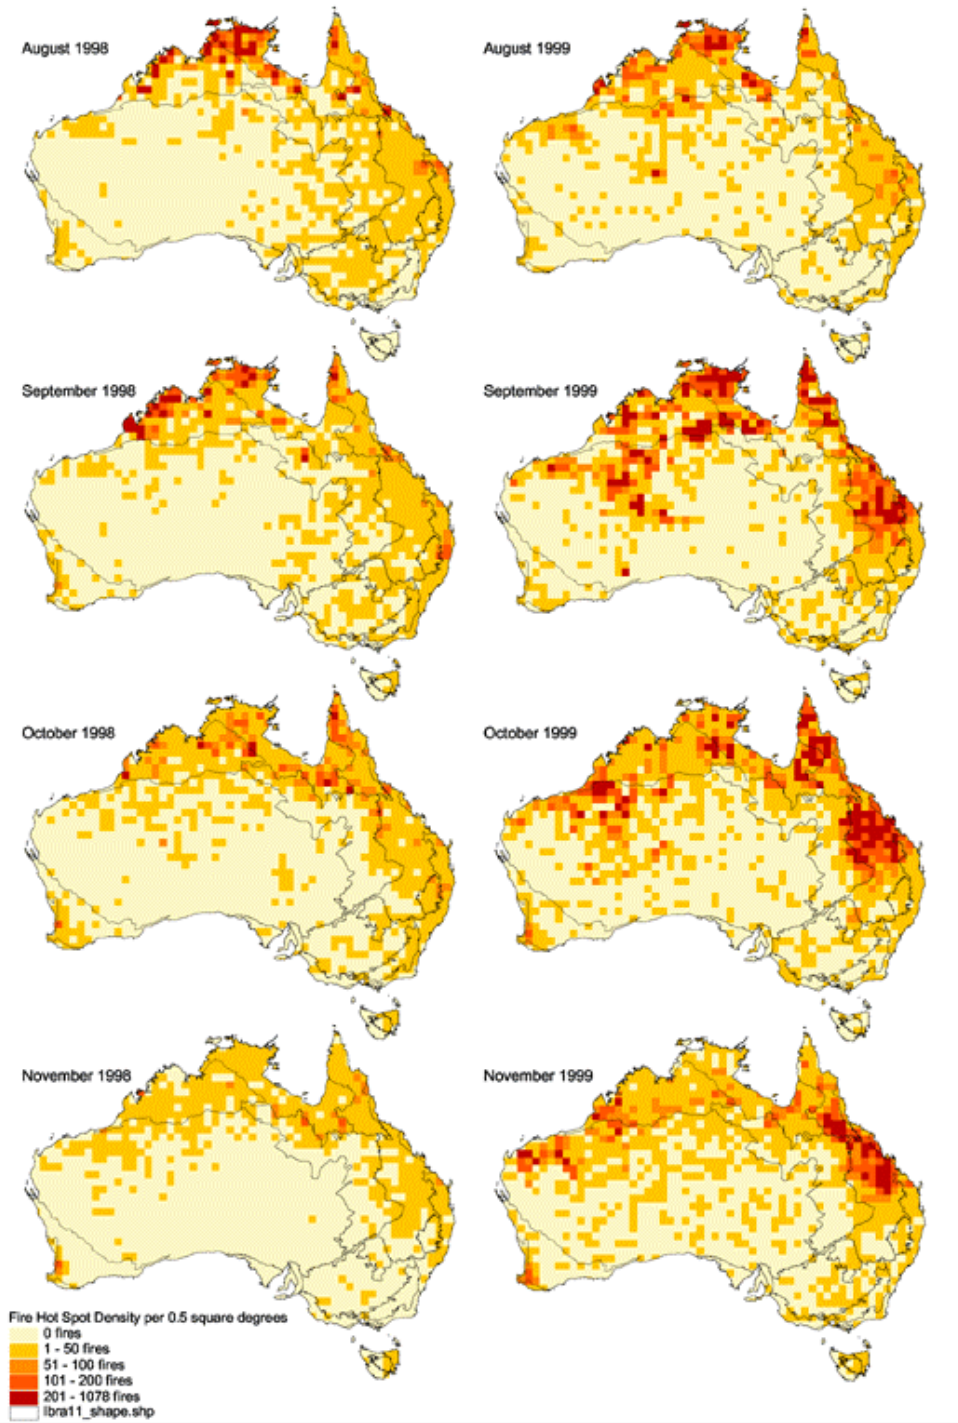 August 1998
August 1999
September 1998
September 1999
October 1998
October 1999
November 1998
November 1999
Fire Hot Spot Density per 0.5 square degrees
0 fires
1 - 50 fires
51 - 100 fires
101 - 200 fires
201 - 1078 fires
Ibra11_shape.shp